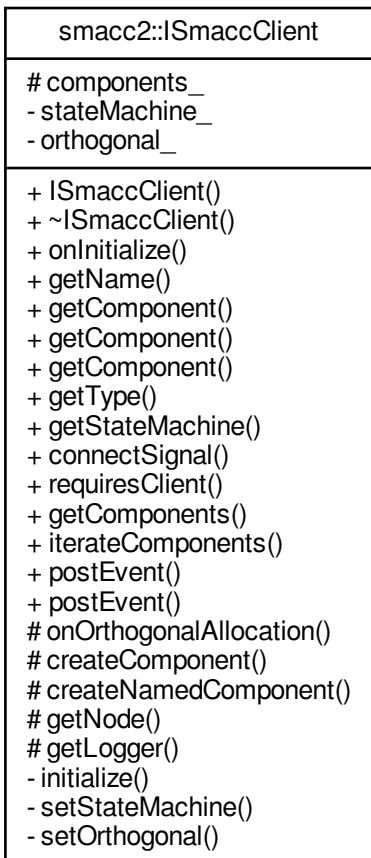 smacc2::ISmaccClient
# components_
- stateMachine_
- orthogonal_
+ ISmaccClient()
+ ~ISmaccClient()
+ onInitialize()
+ getName()
+ getComponent()
+ getComponent()
+ getComponent()
+ getType()
+ getStateMachine()
+ connectSignal()
+ requiresClient()
+ getComponents()
+ iterateComponents()
+ postEvent()
+ postEvent()
# onOrthogonalAllocation()
# createComponent()
# createNamedComponent()
# getNode()
# getLogger()
- initialize()
- setStateMachine()
- setOrthogonal()